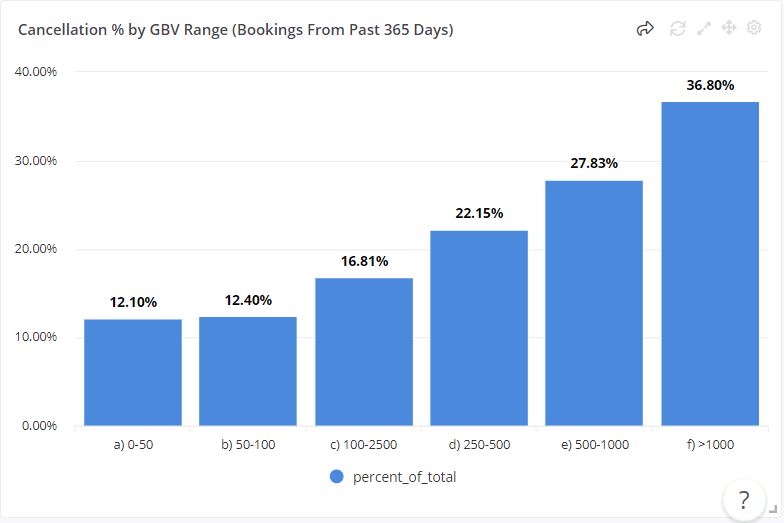 Cancellation % by GBV Range (Bookings From Past 365 Days)
40.00%
36.80%
30.00%
27.83%
22.15%
20.00%
16.81%
12.10%
12.40%
10.00%
0.00%
a) 0-50
b) 50-100
c) 100-2500
d) 250-500
e) 500-1000
f) >1000
percent_of_total
?